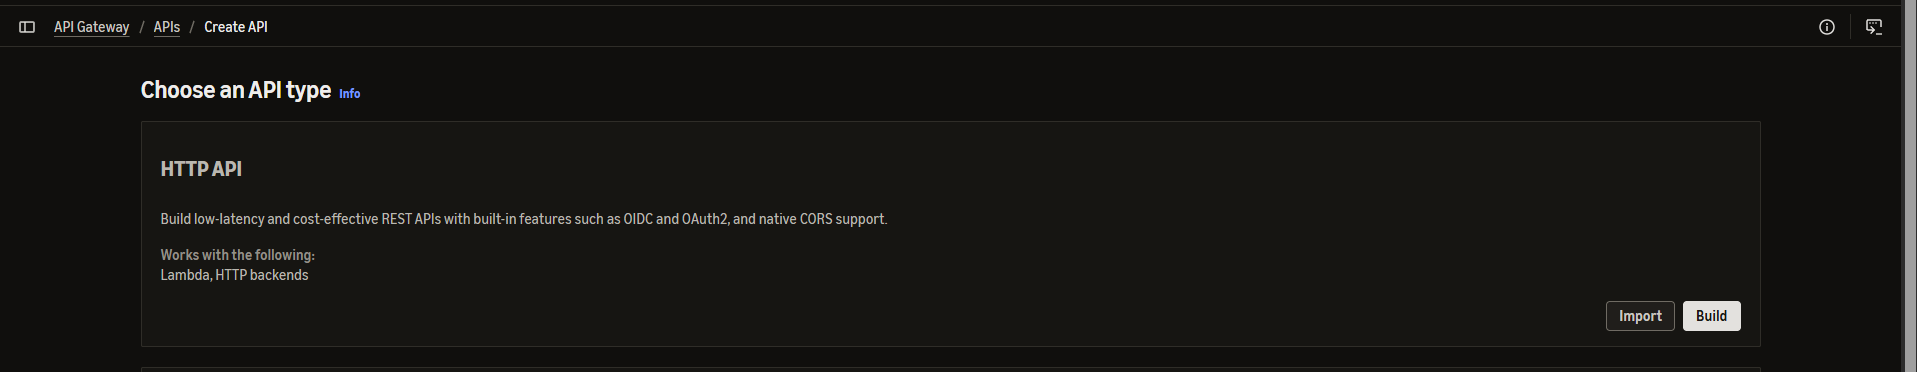 API Gateway / APIs / Create API
Choose an API type Info
HTTP API
Build low-latency and cost-effective REST APIs with built-in features such as OIDC and OAuth2, and native CORS support.
Works with the following:
Lambda, HTTP backends
Import Build